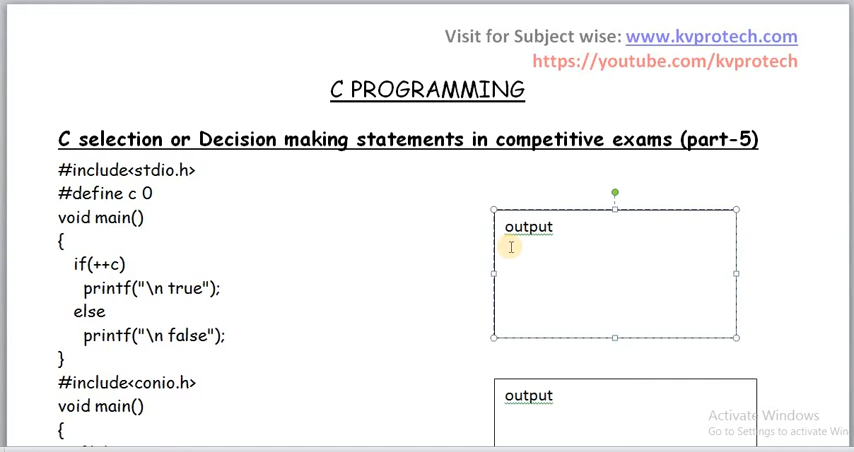 Visit for Subject wise: www.kvprotech.com
https://youtube.com/kvprotech
C PROGRAMMING
C selection or Decision making statements in competitive exams (part-5)
#include<stdio.h>
#define c 0
void main()
{
if(++c)
printf("\n true");
else
printf("\n false");
}
output
#include<conio.h>
void main()
{
output
Activate Windows
Go to Settings to activate Win